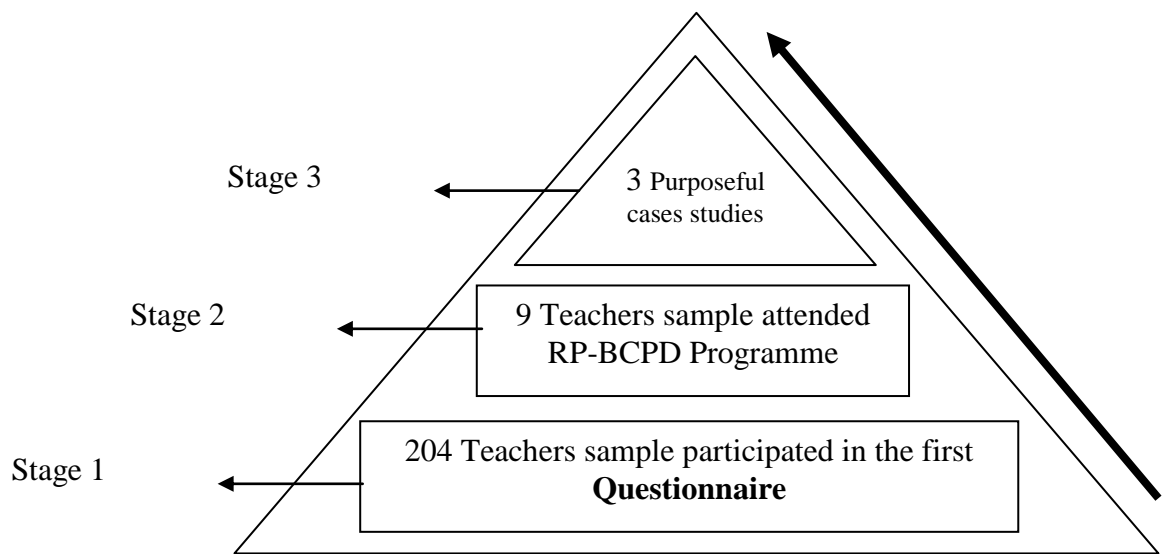 Stage 3
3 Purposeful
cases studies
Stage 2
9 Teachers sample attended
RP-BCPD Programme
Stage 1
204 Teachers sample participated in the first
Questionnaire